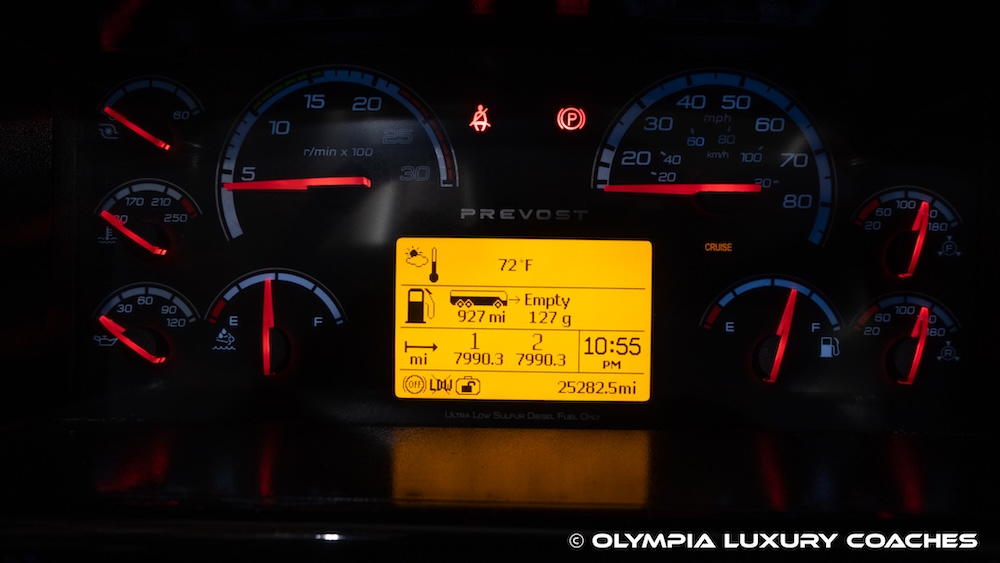 60
5 10 15 20 25 30
r/min x 100
P
20 30 40 50 60 70 80
mph
20 40 60 80 100 120
km/h
170 210 250
20 60 100 180
PREVOST
CRUISE
72°F
Empty
927 mi 127 g
1 2
mi 7990.3 7990.3
10:55
PM
Off LDW
25282.5mi
30 60 90 120
E F
E F
20 60 100 180
ULTRA LOW SULFUR DIESEL FUEL ONLY
© OLYMPIA LUXURY COACHES